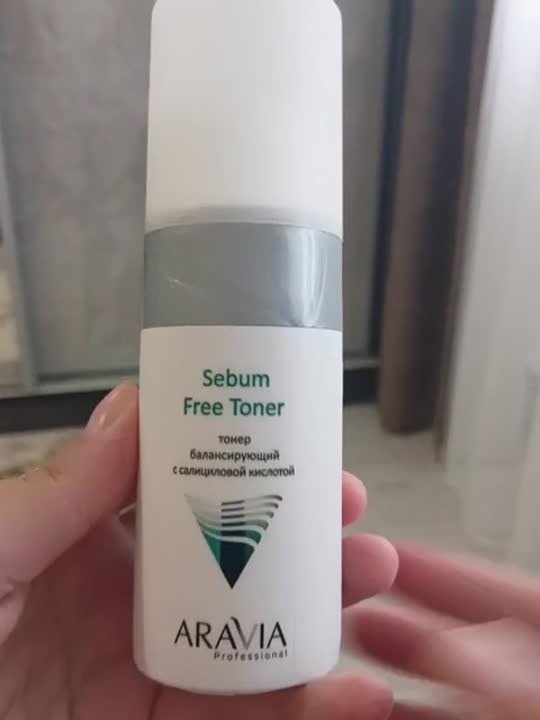 Sebum
Free Toner
тонер
балансирующий
с салициловой кислотой
ARAVIA
Professional